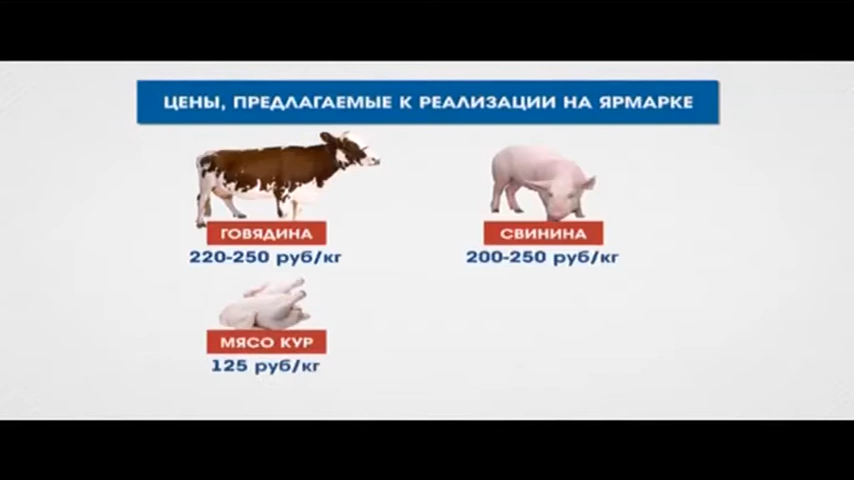 ЦЕНЫ, ПРЕДЛАГАЕМЫЕ К РЕАЛИЗАЦИИ НА ЯРМАРКЕ
ГОВЯДИНА
220-250 руб/кг
СВИНИНА
200-250 руб/кг
МЯСО КУР
125 руб/кг